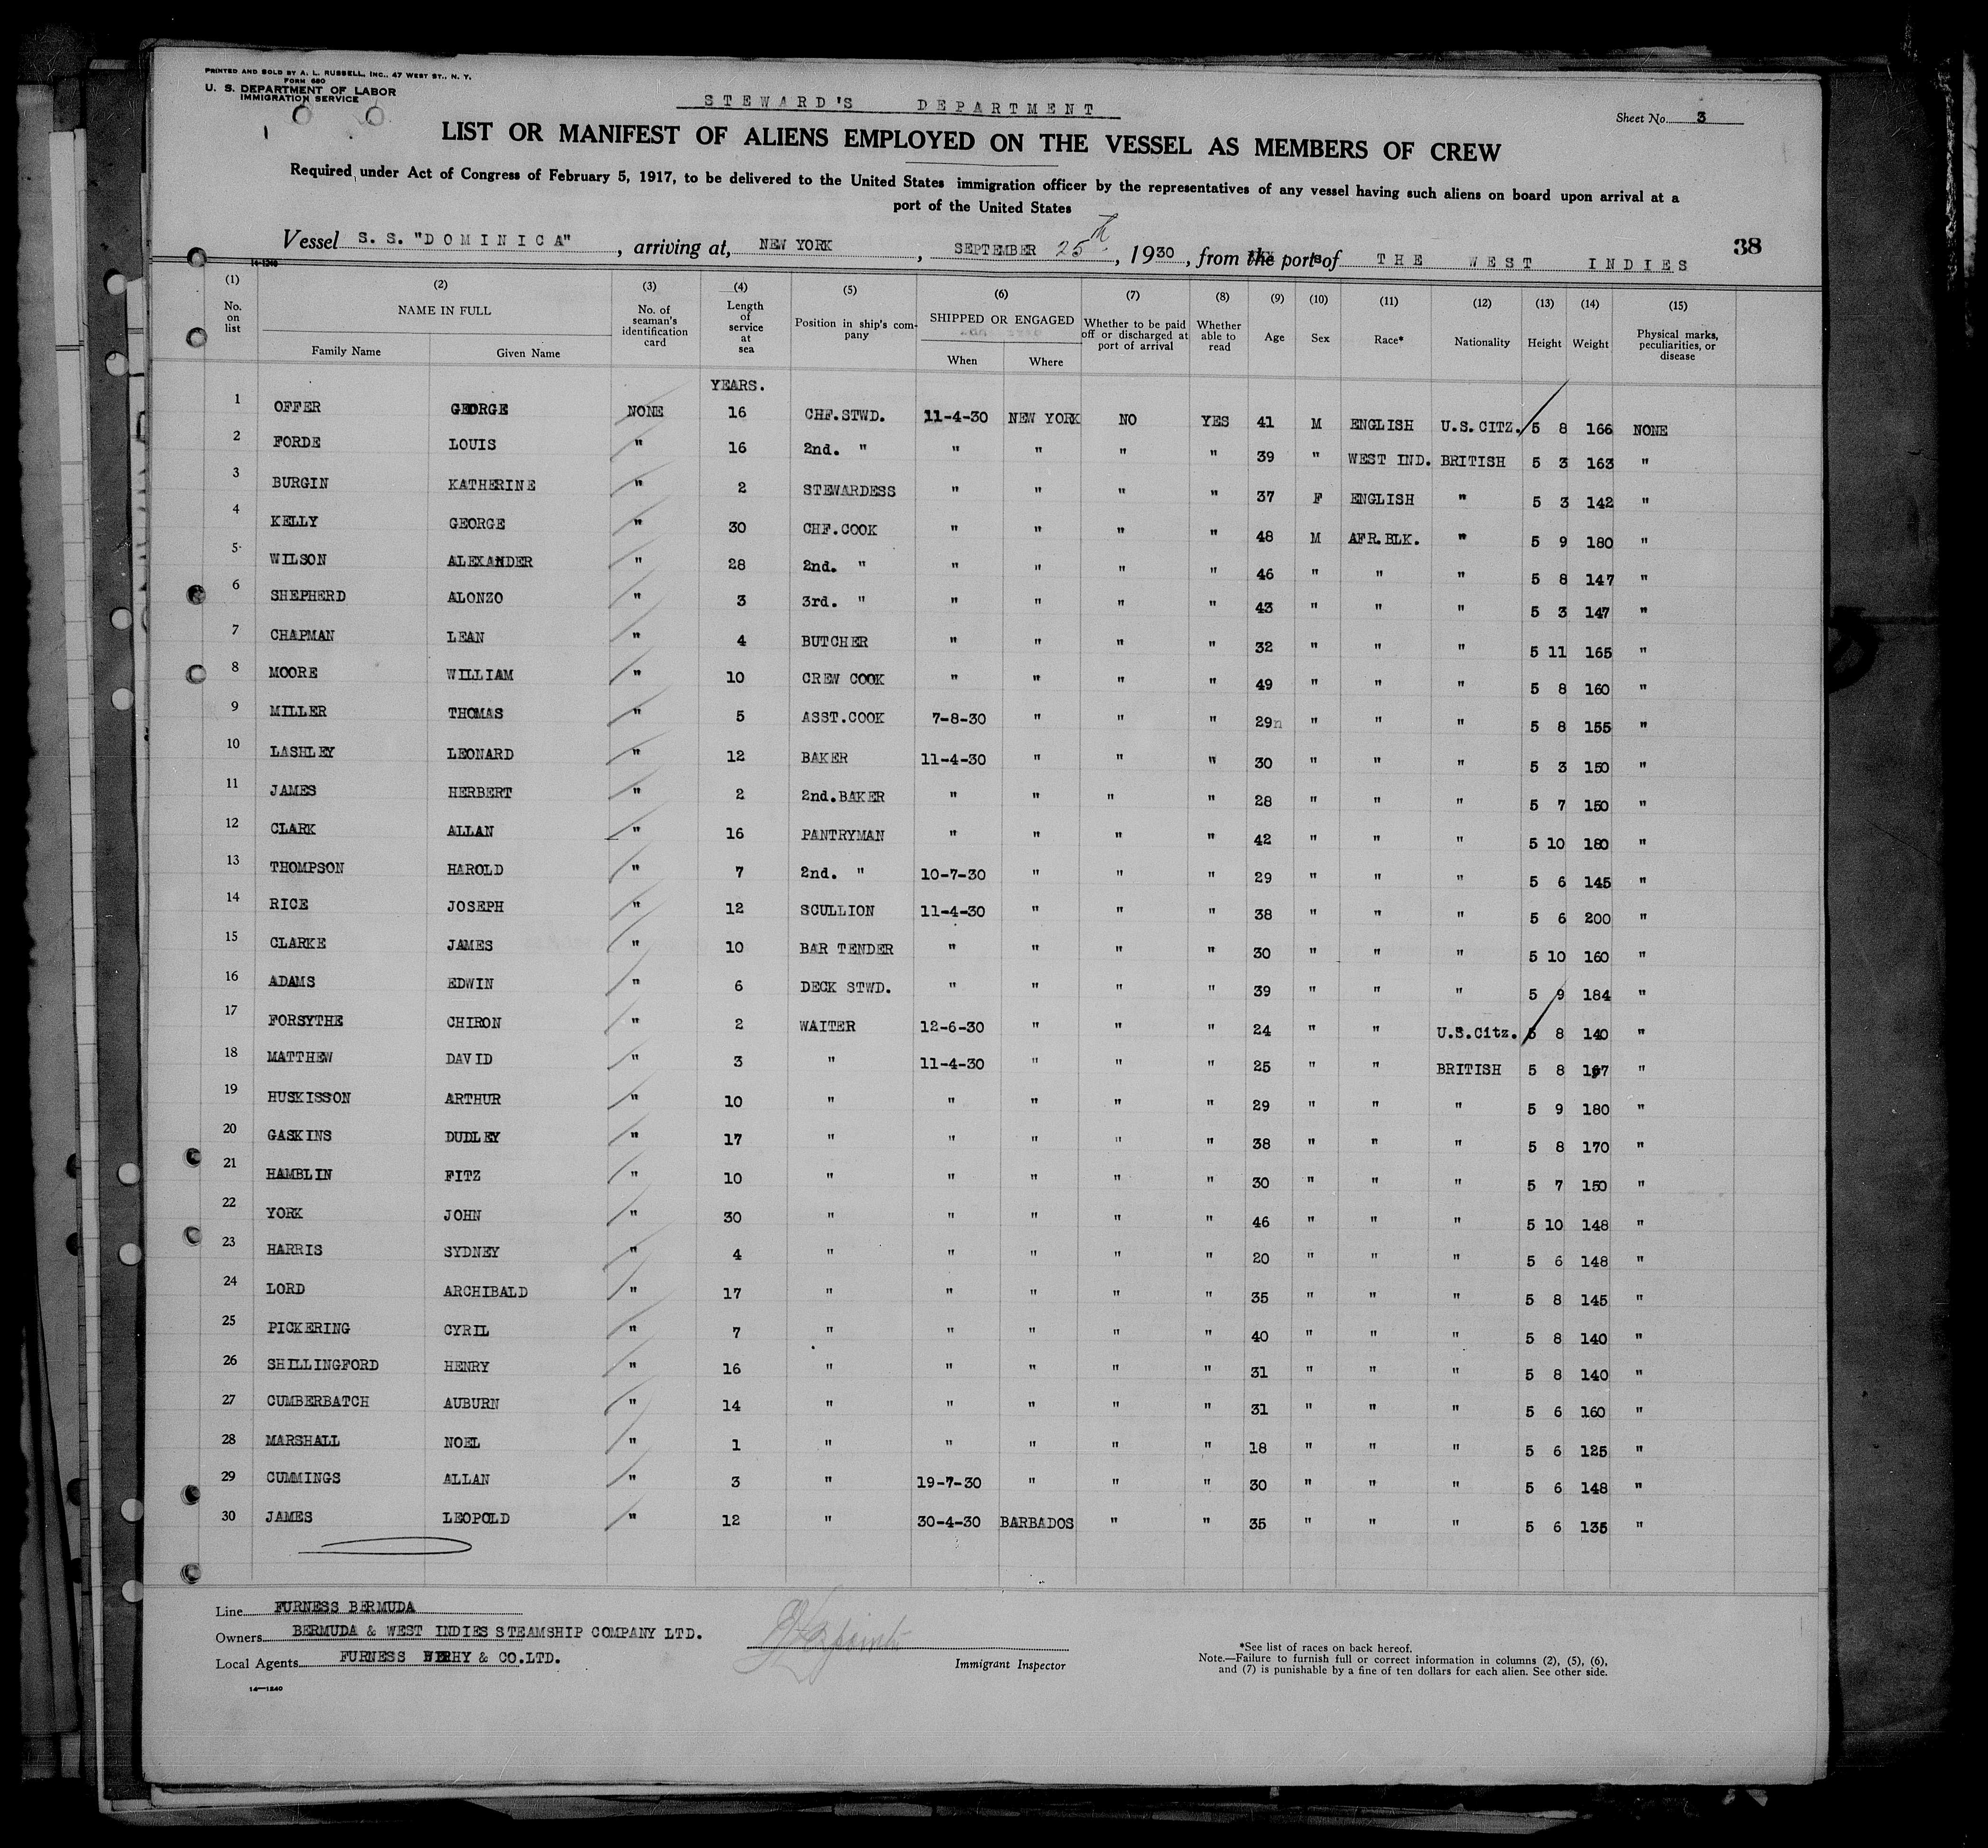 PRINTED AND SOLD BY A. L. RUSSELL, INC., 47 WEST ST., N. Y.
FORM 680
U. S. DEPARTMENT OF LABOR
IMMIGRATION SERVICE
STEWARD'S DEPARTMENT
Sheet No. 3
LIST OR MANIFEST OF ALIENS EMPLOYED ON THE VESSEL AS MEMBERS OF CREW
Required under Act of Congress of February 5, 1917, to be delivered to the United States immigration officer by the representatives of any vessel having such aliens on board upon arrival at a
port of the United States
Vessel S. S. "DOMINICA", arriving at, NEW YORK, SEPTEMBER 25th, 1930, from the ports of THE WEST INDIES
38
14-1240
(1) (2) (3) (4) (5) (6) (7) (8) (9) (10) (11) (12) (13) (14) (15)
No. on list NAME IN FULL Family Name Given Name No. of seaman's identification card Length of service at sea Position in ship's company SHIPPED OR ENGAGED When Where Whether to be paid off or discharged at port of arrival Whether able to read Age Sex Race* Nationality Height Weight Physical marks, peculiarities, or disease
YEARS.
1 OFFER GEORGE NONE 16 CHF.STWD. 11-4-30 NEW YORK NO YES 41 M ENGLISH U.S.CITZ. 5 8 166 NONE
2 FORDE LOUIS " 16 2nd. " " " " " 39 " WEST IND. BRITISH 5 3 163 "
3 BURGIN KATHERINE " 2 STEWARDESS " " " " 37 F ENGLISH " 5 3 142 "
4 KELLY GEORGE " 30 CHF.COOK " " " " 48 M AFR.BLK. " 5 9 180 "
5 WILSON ALEXANDER " 28 2nd. " " " " " 46 " " " 5 8 147 "
6 SHEPHERD ALONZO " 3 3rd. " " " " " 43 " " " 5 3 147 "
7 CHAPMAN LEAN " 4 BUTCHER " " " " 32 " " " 5 11 165 "
8 MOORE WILLIAM " 10 CREW COOK " " " " 49 " " " 5 8 160 "
9 MILLER THOMAS " 5 ASST.COOK 7-8-30 " " " 29 " " " 5 8 155 "
10 LASHLEY LEONARD " 12 BAKER 11-4-30 " " " 30 " " " 5 3 150 "
11 JAMES HERBERT " 2 2nd.BAKER " " " " 28 " " " 5 7 150 "
12 CLARK ALLAN " 16 PANTRYMAN " " " " 42 " " " 5 10 180 "
13 THOMPSON HAROLD " 7 2nd. " 10-7-30 " " " 29 " " " 5 6 145 "
14 RICE JOSEPH " 12 SCULLION 11-4-30 " " " 38 " " " 5 6 200 "
15 CLARKE JAMES " 10 BAR TENDER " " " " 30 " " " 5 10 160 "
16 ADAMS EDWIN " 6 DECK STWD. " " " " 39 " " " 5 9 184 "
17 FORSYTHE CHIRON " 2 WAITER 12-6-30 " " " 24 " " U.S.Citz. 5 8 140 "
18 MATTHEW DAVID " 3 " 11-4-30 " " " 25 " " BRITISH 5 8 "
19 HUSKISSON ARTHUR " 10 " " " " " 29 " " " 5 9 180 "
20 GASKINS DUDLEY " 17 " " " " " 38 " " " 5 8 170 "
21 HAMBLIN FITZ " 10 " " " " " 30 " " " 5 7 150 "
22 YORK JOHN " 30 " " " " " 46 " " " 5 10 148 "
23 HARRIS SYDNEY " 4 " " " " " 20 " " " 5 6 148 "
24 LORD ARCHIBALD " 17 " " " " " 35 " " " 5 8 145 "
25 PICKERING CYRIL " 7 " " " " " 40 " " " 5 8 140 "
26 SHILLINGFORD HENRY " 16 " " " " " 31 " " " 5 8 140 "
27 CUMBERBATCH AUBURN " 14 " " " " " 31 " " " 5 6 160 "
28 MARSHALL NOEL " 1 " " " " " 18 " " " 5 6 125 "
29 CUMMINGS ALLAN " 3 " 19-7-30 " " " 30 " " " 5 6 148 "
30 JAMES LEOPOLD " 12 " 30-4-30 BARBADOS " " 35 " " " 5 6 135 "
Line FURNESS BERMUDA
Owners BERMUDA & WEST INDIES STEAMSHIP COMPANY LTD.
Local Agents FURNESS & CO.LTD.
Immigrant Inspector
*See list of races on back hereof.
Note.—Failure to furnish full or correct information in columns (2), (5), (6),
and (7) is punishable by a fine of ten dollars for each alien. See other side.
14—1240